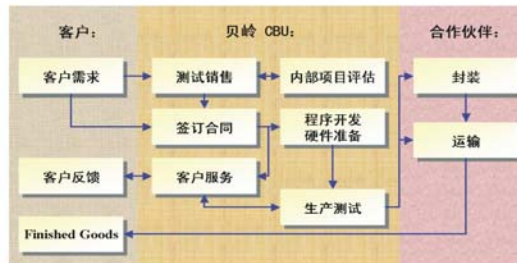 客户：
贝岭 CBU：
合作伙伴：
客户需求
测试销售
内部项目评估
封装
签订合同
程序开发
硬件准备
运输
客户反馈
客户服务
生产测试
Finished Goods